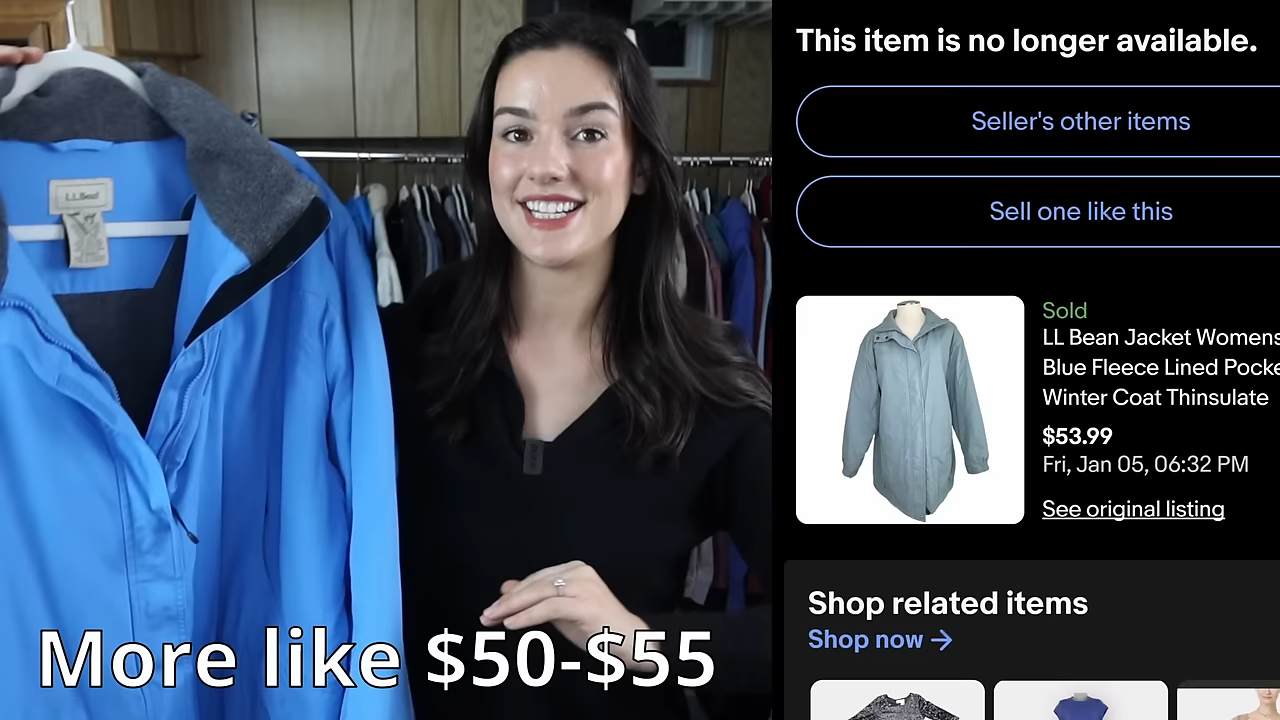 L.L.Bean
More like $50-$55
This item is no longer available.
Seller's other items
Sell one like this
Sold
LL Bean Jacket Womens
Blue Fleece Lined Pocke
Winter Coat Thinsulate
$53.99
Fri, Jan 05, 06:32 PM
See original listing
Shop related items
Shop now →